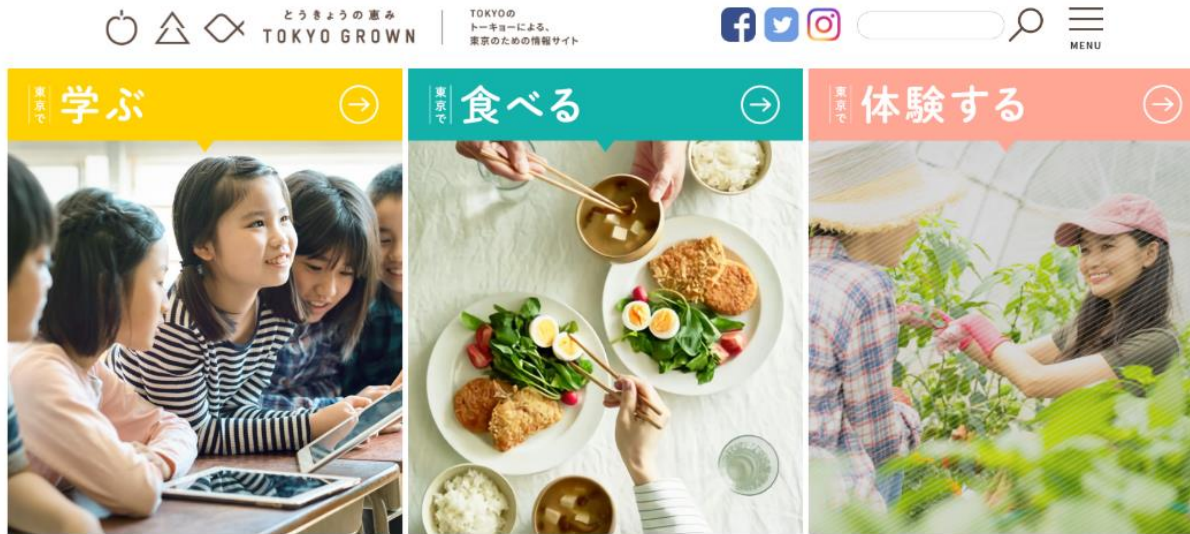 とうきょうの恵み
TOKYO GROWN
TOKYOの
トーキョーによる、
東京のための情報サイト
MENU
東京で 学ぶ
東京で 食べる
東京で 体験する